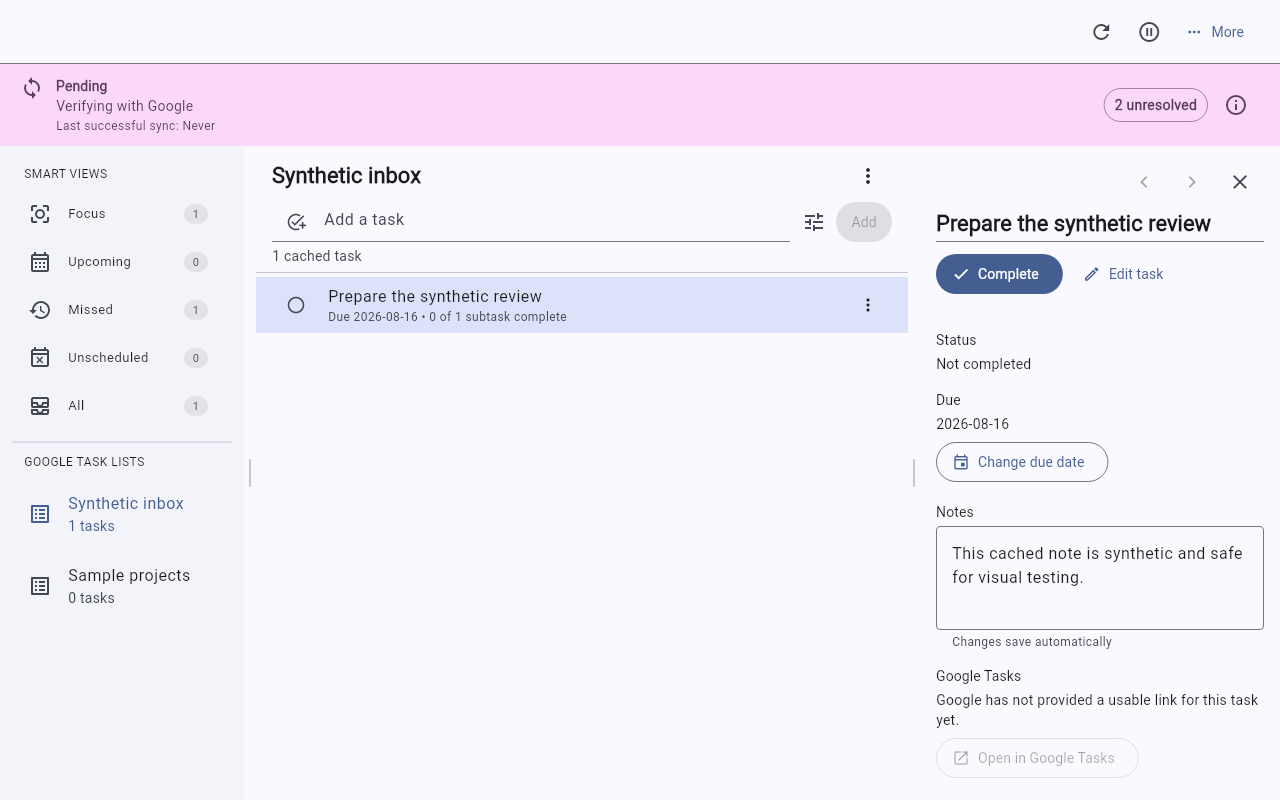 More
Pending
Verifying with Google
Last successful sync: Never
2 unresolved
SMART VIEWS
Focus
1
Upcoming
0
Missed
1
Unscheduled
0
All
1
GOOGLE TASK LISTS
Synthetic inbox
1 tasks
Sample projects
0 tasks
Synthetic inbox
Add a task
Add
1 cached task
Prepare the synthetic review
Due 2026-08-16 • 0 of 1 subtask complete
Prepare the synthetic review
Complete
Edit task
Status
Not completed
Due
2026-08-16
Change due date
Notes
This cached note is synthetic and safe
for visual testing.
Changes save automatically
Google Tasks
Google has not provided a usable link for this task
yet.
Open in Google Tasks